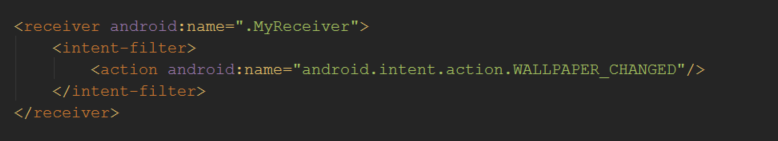 <receiver android:name=".MyReceiver">
<intent-filter>
<action android:name="android.intent.action.WALLPAPER_CHANGED"/>
</intent-filter>
</receiver>